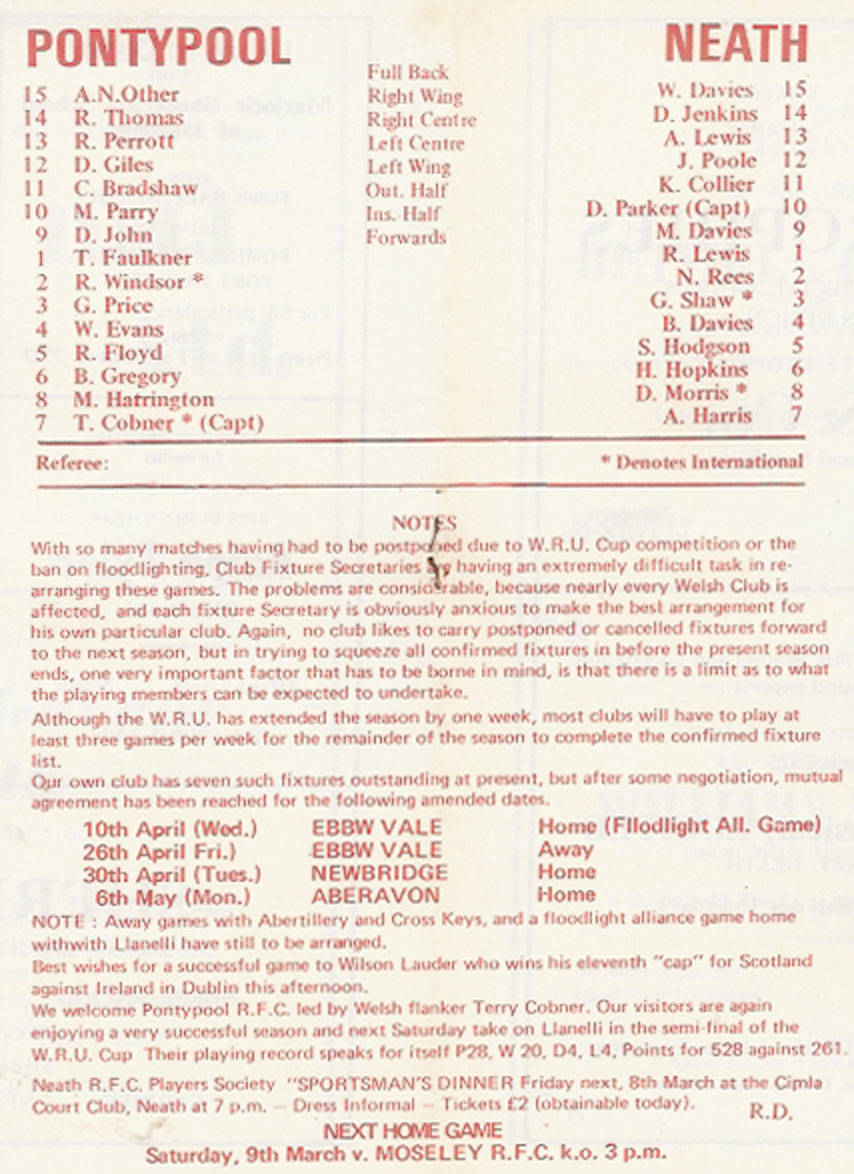 PONTYPOOL NEATH
Full Back
15 A.N.Other Right Wing W. Davies 15
14 R. Thomas Right Centre D. Jenkins 14
13 R. Perrott Left Centre A. Lewis 13
12 D. Giles Left Wing J. Poole 12
11 C. Bradshaw Out. Half K. Collier 11
10 M. Parry Ins. Half D. Parker (Capt) 10
9 D. John Forwards M. Davies 9
1 T. Faulkner R. Lewis 1
2 R. Windsor * N. Rees 2
3 G. Price G. Shaw * 3
4 W. Evans B. Davies 4
5 R. Floyd S. Hodgson 5
6 B. Gregory H. Hopkins 6
8 M. Harrington D. Morris * 8
7 T. Cobner * (Capt) A. Harris 7
Referee: * Denotes International
NOTES
With so many matches having had to be postponed due to W.R.U. Cup competition or the
ban on floodlighting, Club Fixture Secretaries are having an extremely difficult task in re-
arranging these games. The problems are considerable, because nearly every Welsh Club is
affected, and each fixture Secretary is obviously anxious to make the best arrangement for
his own particular club. Again, no club likes to carry postponed or cancelled fixtures forward
to the next season, but in trying to squeeze all confirmed fixtures in before the present season
ends, one very important factor that has to be borne in mind, is that there is a limit as to what
the playing members can be expected to undertake.
Although the W.R.U. has extended the season by one week, most clubs will have to play at
least three games per week for the remainder of the season to complete the confirmed fixture
list.
Our own club has seven such fixtures outstanding at present, but after some negotiation, mutual
agreement has been reached for the following amended dates.
10th April (Wed.) EBBW VALE Home (Fllodlight All. Game)
26th April Fri.) EBBW VALE Away
30th April (Tues.) NEWBRIDGE Home
6th May (Mon.) ABERAVON Home
NOTE : Away games with Abertillery and Cross Keys, and a floodlight alliance game home
withwith Llanelli have still to be arranged.
Best wishes for a successful game to Wilson Lauder who wins his eleventh "cap" for Scotland
against Ireland in Dublin this afternoon.
We welcome Pontypool R.F.C. led by Welsh flanker Terry Cobner. Our visitors are again
enjoying a very successful season and next Saturday take on Llanelli in the semi-final of the
W.R.U. Cup Their playing record speaks for itself P28, W 20, D4, L4, Points for 528 against 261.
Neath R.F.C. Players Society "SPORTSMAN'S DINNER Friday next, 8th March at the Cimla
Court Club, Neath at 7 p.m. — Dress Informal — Tickets £2 (obtainable today). R.D.
NEXT HOME GAME
Saturday, 9th March v. MOSELEY R.F.C. k.o. 3 p.m.